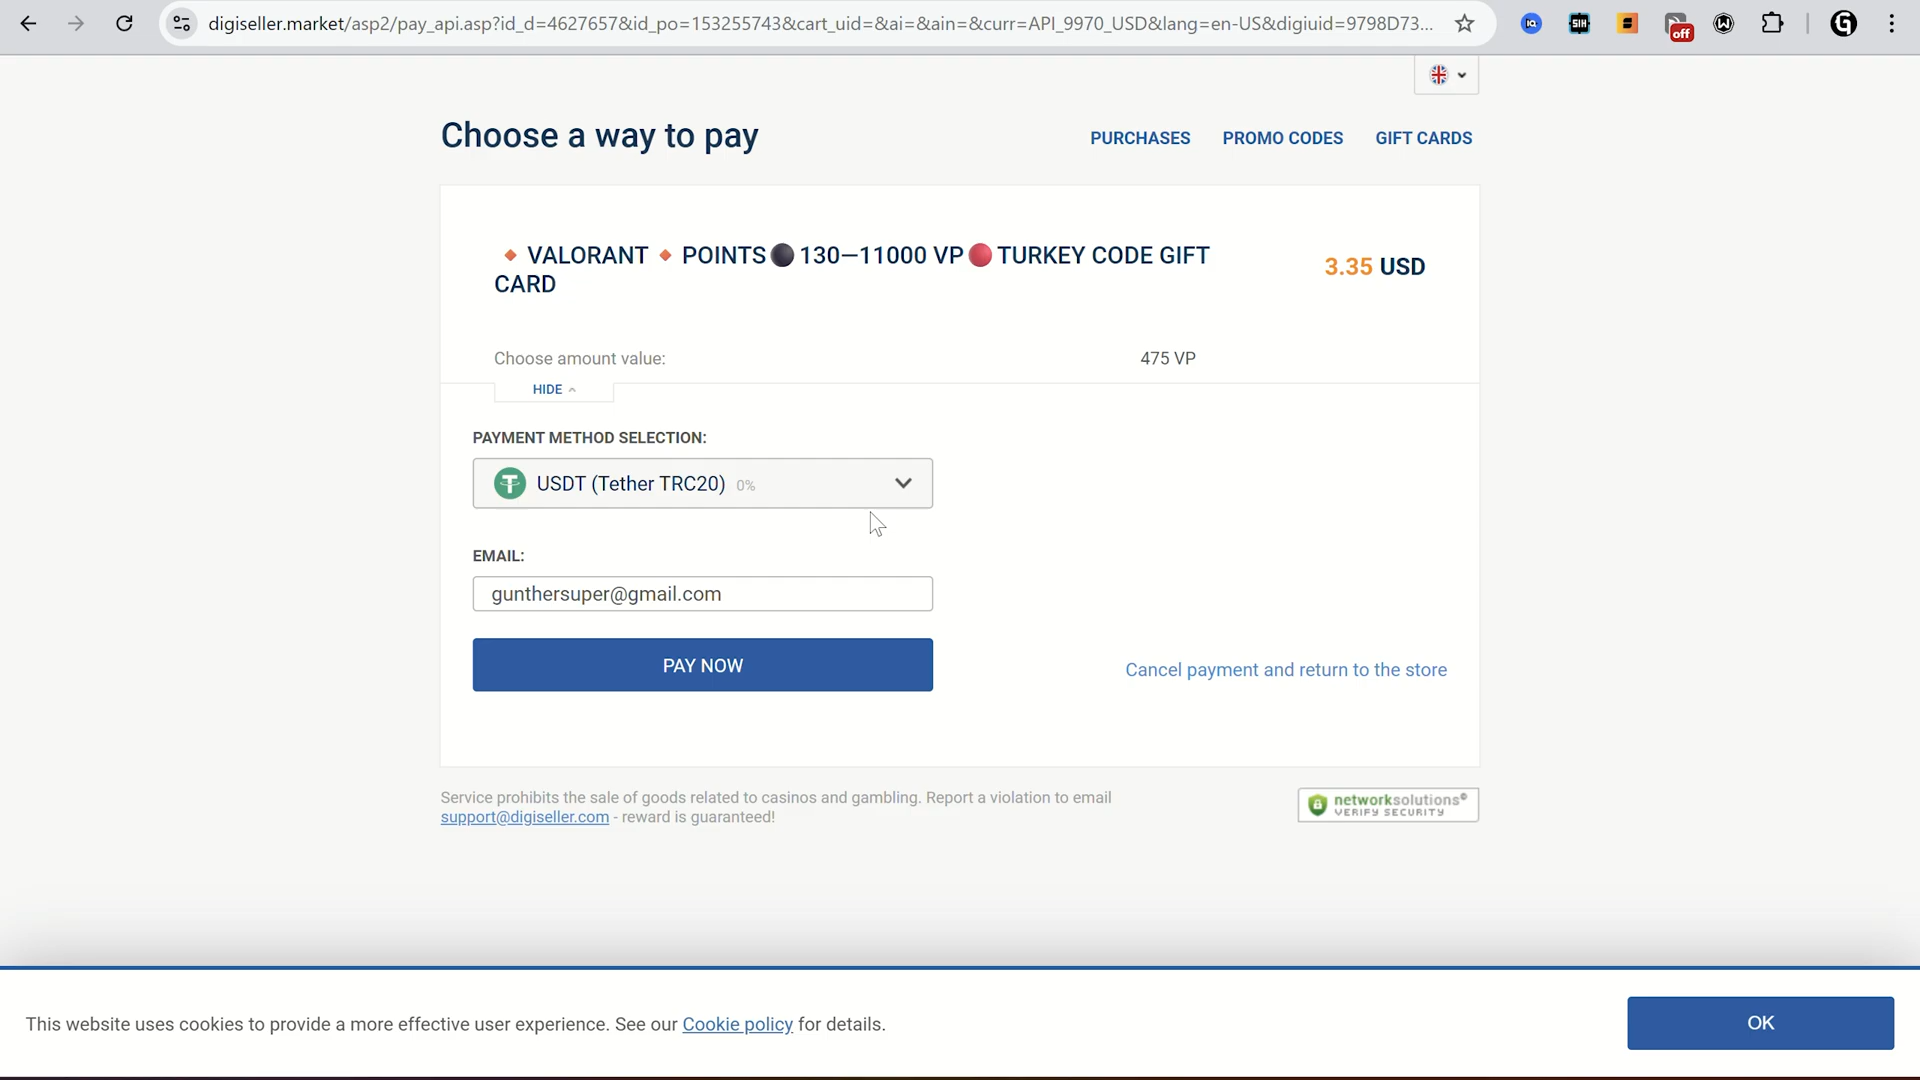 digiseller.market/asp2/pay_api.asp?id_d=4627657&id_po=153255743&cart_uid=&ai=&ain=&curr=API_9970_USD&lang=en-US&digiuid=9798D73...
off
Choose a way to pay
PURCHASES
PROMO CODES
GIFT CARDS
🔸VALORANT🔸POINTS⚫130—11000 VP🔴TURKEY CODE GIFT
CARD
3.35 USD
Choose amount value:
475 VP
HIDE
PAYMENT METHOD SELECTION:
USDT (Tether TRC20) 0%
EMAIL:
gunthersuper@gmail.com
PAY NOW
Cancel payment and return to the store
Service prohibits the sale of goods related to casinos and gambling. Report a violation to email
support@digiseller.com - reward is guaranteed!
networksolutions®
VERIFY SECURITY
This website uses cookies to provide a more effective user experience. See our Cookie policy for details.
OK